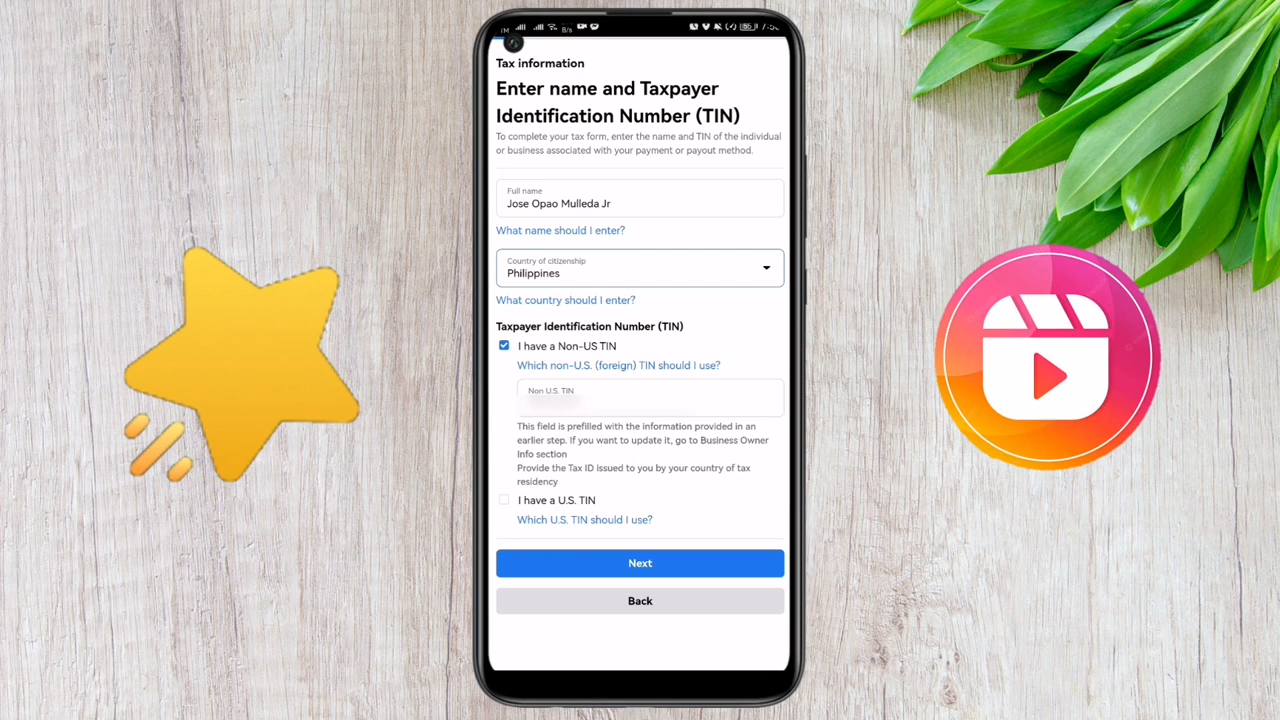 Tax information
Enter name and Taxpayer
Identification Number (TIN)
To complete your tax form, enter the name and TIN of the individual
or business associated with your payment or payout method.
Full name
Jose Opao Mulleda Jr
What name should I enter?
Country of citizenship
Philippines
What country should I enter?
Taxpayer Identification Number (TIN)
I have a Non-US TIN
Which non-U.S. (foreign) TIN should I use?
Non U.S. TIN
This field is prefilled with the information provided in an
earlier step. If you want to update it, go to Business Owner
Info section
Provide the Tax ID issued to you by your country of tax
residency
I have a U.S. TIN
Which U.S. TIN should I use?
Next
Back